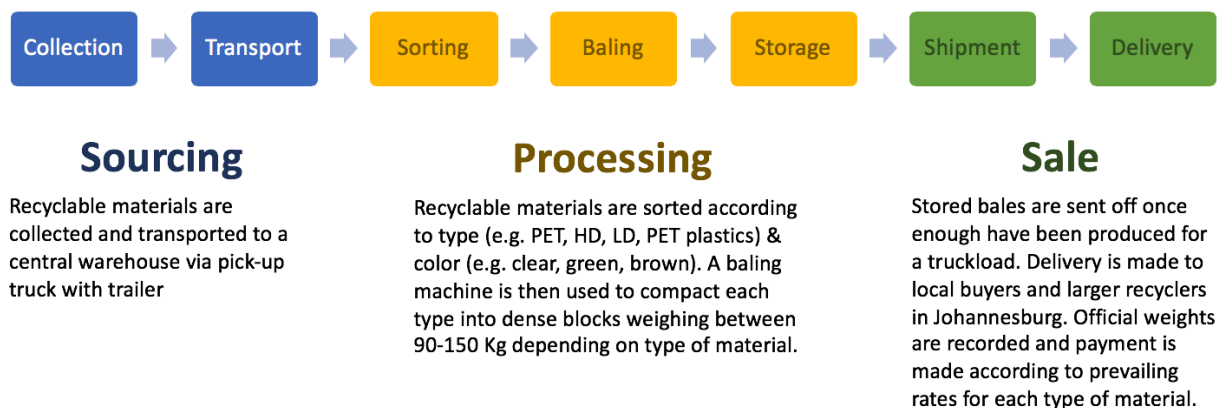 Collection
Transport
Sorting
Baling
Storage
Shipment
Delivery
Sourcing
Recyclable materials are
collected and transported to a
central warehouse via pick-up
truck with trailer
Processing
Recyclable materials are sorted according
to type (e.g. PET, HD, LD, PET plastics) &
color (e.g. clear, green, brown). A baling
machine is then used to compact each
type into dense blocks weighing between
90-150 Kg depending on type of material.
Sale
Stored bales are sent off once
enough have been produced for
a truckload. Delivery is made to
local buyers and larger recyclers
in Johannesburg. Official weights
are recorded and payment is
made according to prevailing
rates for each type of material.